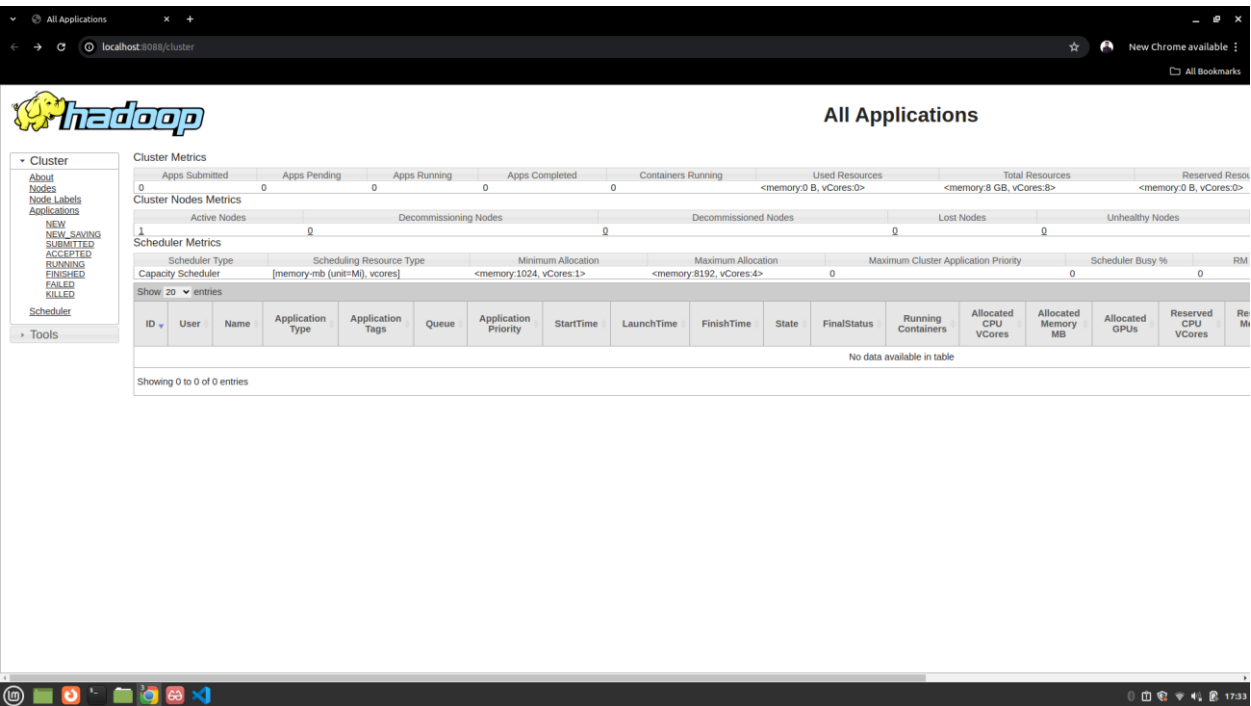 All Applications
localhost:8088/cluster
New Chrome available
All Bookmarks
hadoop
All Applications
Cluster
About
Nodes
Node Labels
Applications
NEW
NEW_SAVING
SUBMITTED
ACCEPTED
RUNNING
FINISHED
FAILED
KILLED
Scheduler
Tools
Cluster Metrics
Apps Submitted Apps Pending Apps Running Apps Completed Containers Running Used Resources Total Resources Reserved Resou
0 0 0 0 0 <memory:0 B, vCores:0> <memory:8 GB, vCores:8> <memory:0 B, vCores:0>
Cluster Nodes Metrics
Active Nodes Decommissioning Nodes Decommissioned Nodes Lost Nodes Unhealthy Nodes
1 0 0 0 0
Scheduler Metrics
Scheduler Type Scheduling Resource Type Minimum Allocation Maximum Allocation Maximum Cluster Application Priority Scheduler Busy % RM
Capacity Scheduler [memory-mb (unit=Mi), vcores] <memory:1024, vCores:1> <memory:8192, vCores:4> 0 0 0
Show 20 entries
ID User Name Application Type Application Tags Queue Application Priority StartTime LaunchTime FinishTime State FinalStatus Running Containers Allocated CPU VCores Allocated Memory MB Allocated GPUs Reserved CPU VCores Re Me
No data available in table
Showing 0 to 0 of 0 entries
3
17:33